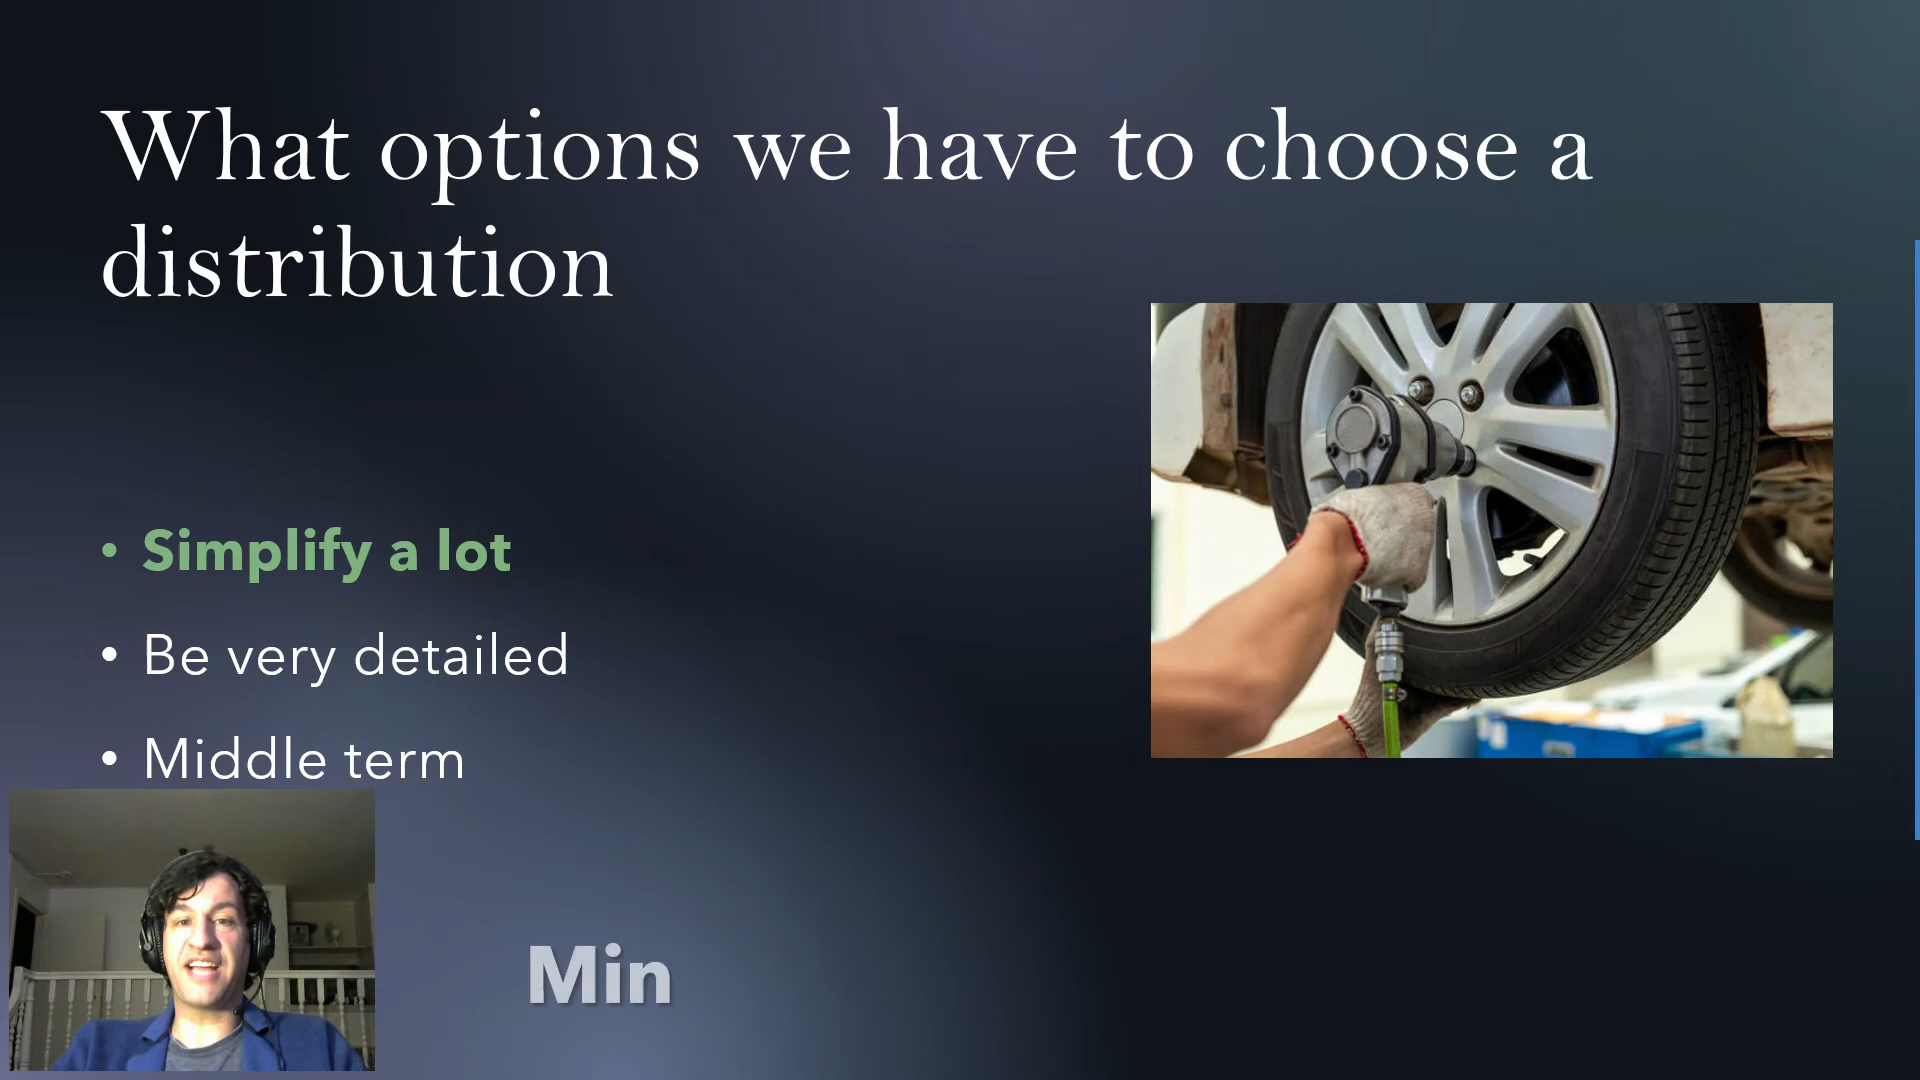 What options we have to choose a
distribution
• Simplify a lot
• Be very detailed
• Middle term
Min